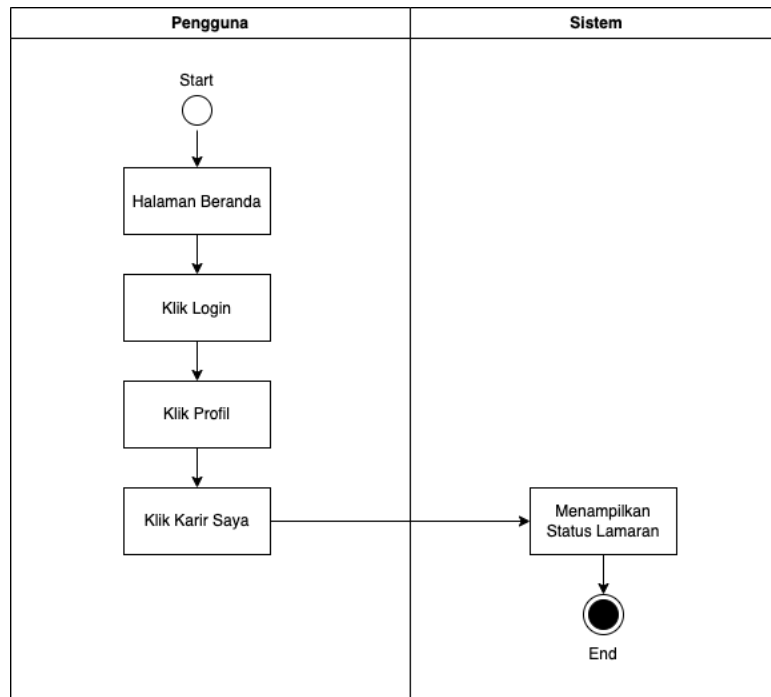 Pengguna
Sistem
Start
Halaman Beranda
Klik Login
Klik Profil
Klik Karir Saya
Menampilkan
Status Lamaran
End